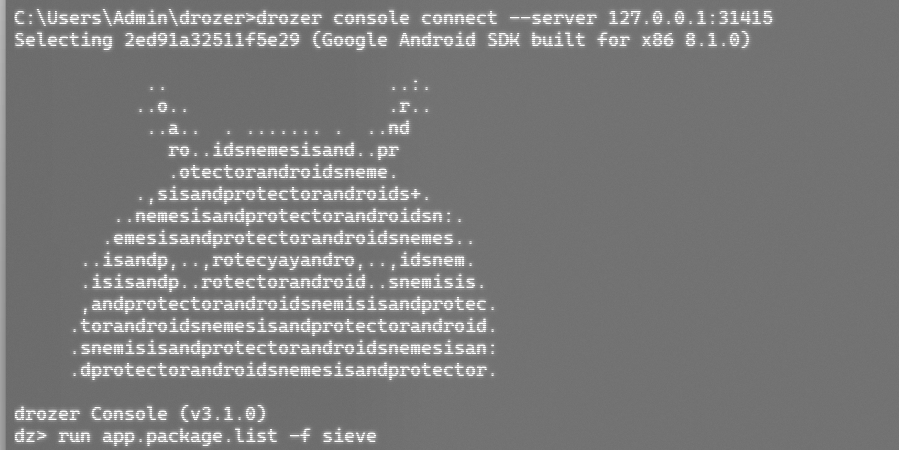 C:\Users\Admin\drozer>drozer console connect --server 127.0.0.1:31415
Selecting 2ed91a32511f5e29 (Google Android SDK built for x86 8.1.0)
..                    ..:.
..o..                  .r..
..a..  . ....... .  ..nd
ro..idsnemesisand..pr
.otectorandroidsneme.
.,sisandprotectorandroids+.
..nemesisandprotectorandroidsn:.
.emesisandprotectorandroidsnemes..
..isandp,..,rotecyayandro,..,idsnem.
.isisandp..rotectorandroid..snemisis.
,andprotectorandroidsnemisisandprotec.
.torandroidsnemesisandprotectorandroid.
.snemisisandprotectorandroidsnemesisan:
.dprotectorandroidsnemesisandprotector.
drozer Console (v3.1.0)
dz> run app.package.list -f sieve